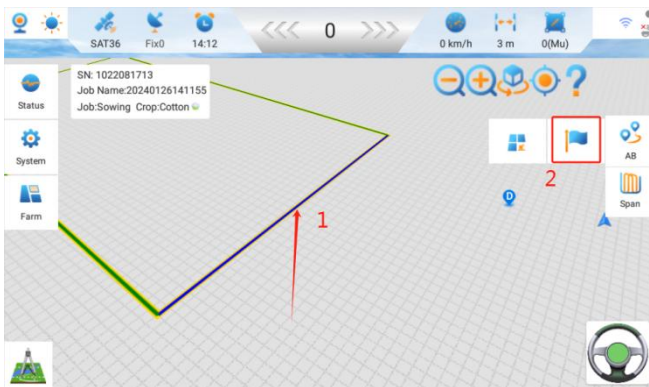 SAT36
Fix0
14:12
0
0 km/h
3 m
0(Mu)
SN: 1022081713
Job Name:20240126141155
Job:Sowing Crop:Cotton
?
Status
System
Farm
AB
Span
D
1
2